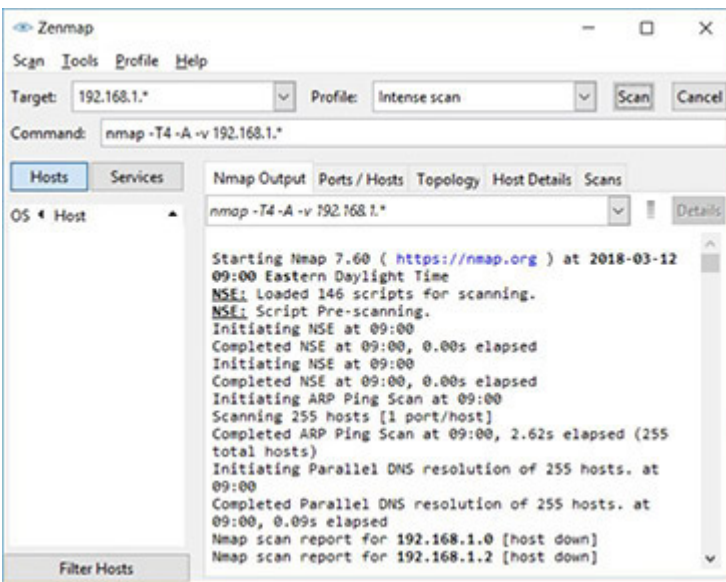 Zenmap
Scan Tools Profile Help
Target: 192.168.1.* Profile: Intense scan Scan Cancel
Command: nmap -T4 -A -v 192.168.1.*
Hosts Services Nmap Output Ports / Hosts Topology Host Details Scans
OS Host nmap -T4 -A -v 192.168.1.* Details
Starting Nmap 7.60 ( https://nmap.org ) at 2018-03-12
09:00 Eastern Daylight Time
NSE: Loaded 146 scripts for scanning.
NSE: Script Pre-scanning.
Initiating NSE at 09:00
Completed NSE at 09:00, 0.00s elapsed
Initiating NSE at 09:00
Completed NSE at 09:00, 0.00s elapsed
Initiating ARP Ping Scan at 09:00
Scanning 255 hosts [1 port/host]
Completed ARP Ping Scan at 09:00, 2.62s elapsed (255
total hosts)
Initiating Parallel DNS resolution of 255 hosts. at
09:00
Completed Parallel DNS resolution of 255 hosts. at
09:00, 0.09s elapsed
Nmap scan report for 192.168.1.0 [host down]
Nmap scan report for 192.168.1.2 [host down]
Filter Hosts